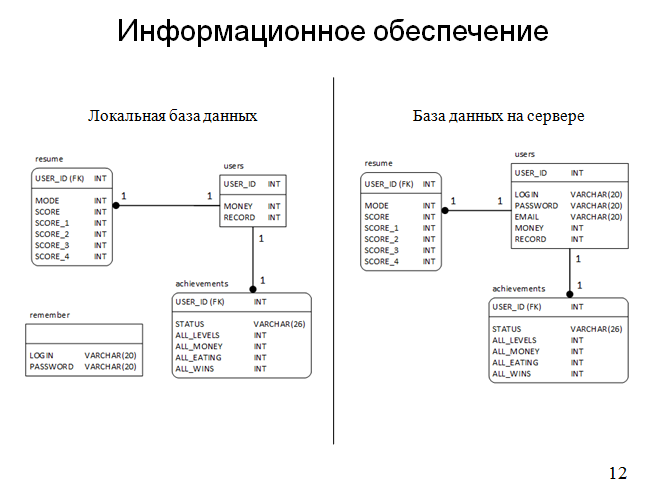 Информационное обеспечение
Локальная база данных
resume
USER_ID (FK) INT
MODE INT
SCORE INT
SCORE_1 INT
SCORE_2 INT
SCORE_3 INT
SCORE_4 INT
1 1
users
USER_ID INT
MONEY INT
RECORD INT
1
1
achievements
USER_ID (FK) INT
STATUS VARCHAR(26)
ALL_LEVELS INT
ALL_MONEY INT
ALL_EATING INT
ALL_WINS INT
remember
LOGIN VARCHAR(20)
PASSWORD VARCHAR(20)
База данных на сервере
resume
USER_ID (FK) INT
MODE INT
SCORE INT
SCORE_1 INT
SCORE_2 INT
SCORE_3 INT
SCORE_4 INT
1 1
users
USER_ID INT
LOGIN VARCHAR(20)
PASSWORD VARCHAR(20)
EMAIL VARCHAR(20)
MONEY INT
RECORD INT
1
1
achievements
USER_ID (FK) INT
STATUS VARCHAR(26)
ALL_LEVELS INT
ALL_MONEY INT
ALL_EATING INT
ALL_WINS INT
12